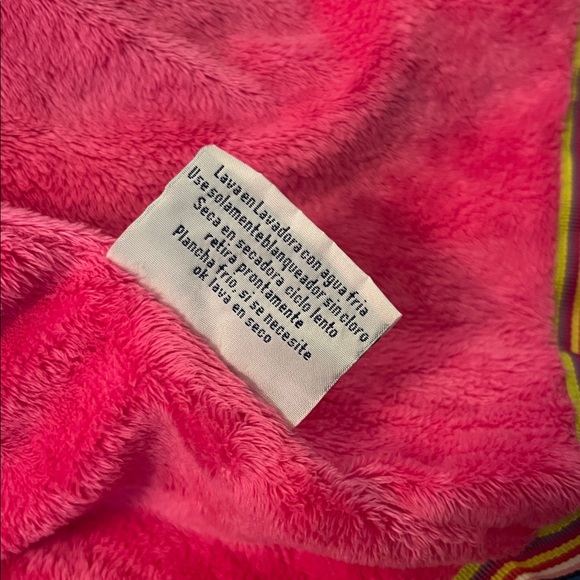 Lava en Lavadora con agua fria
Use solamente blanqueador sin cloro
Seca en secadora ciclo lento
retira prontamente
Plancha frio, si se necesite
ok lava en seco